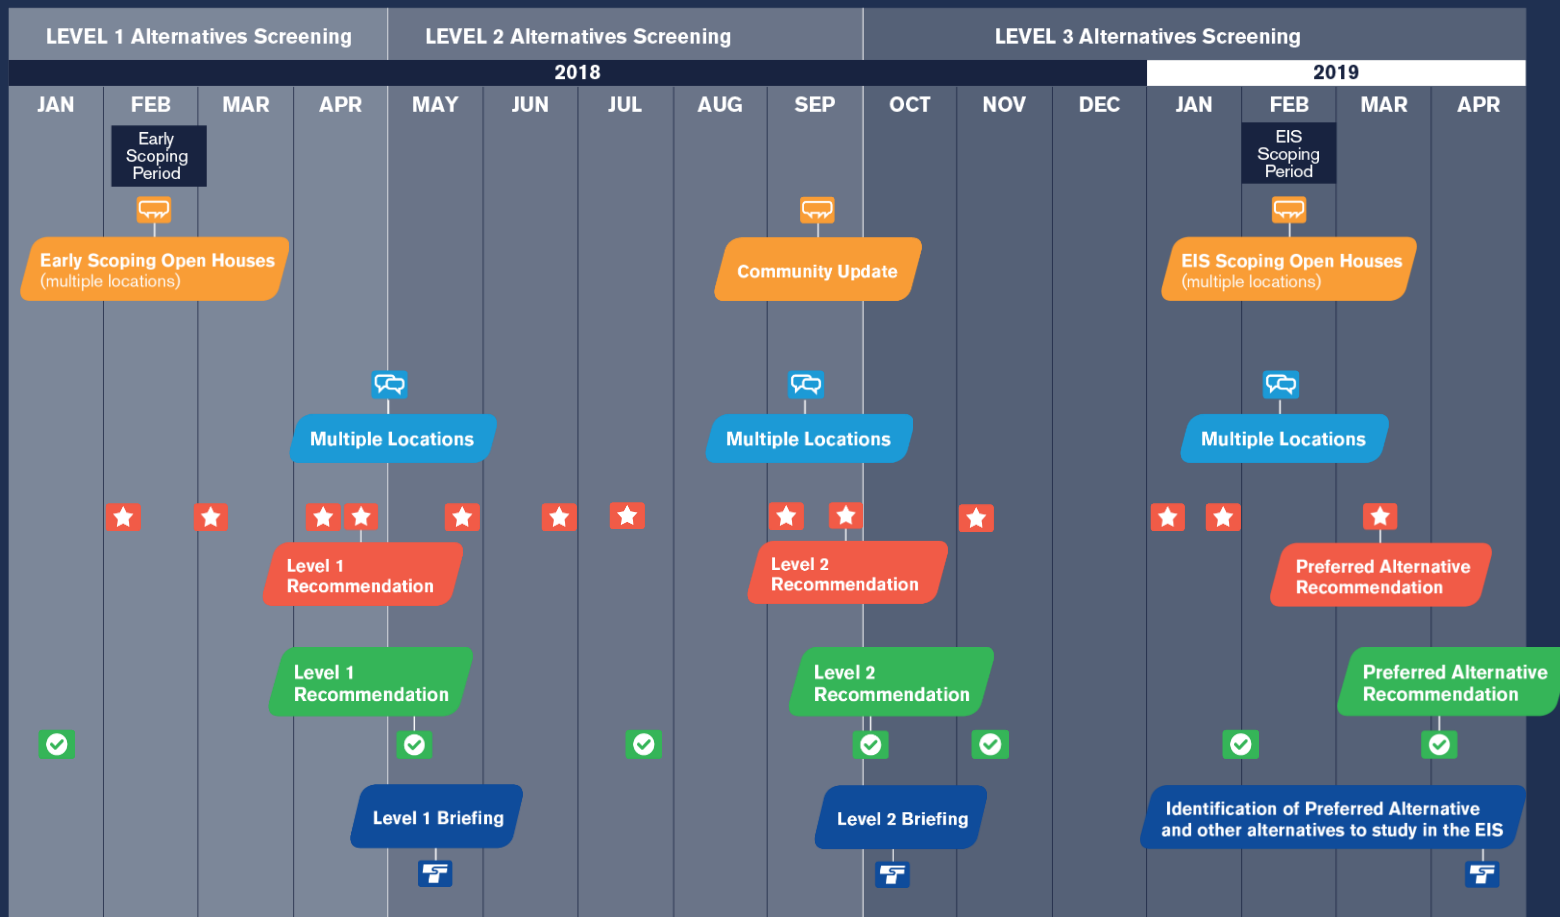 LEVEL 1 Alternatives Screening
LEVEL 2 Alternatives Screening
LEVEL 3 Alternatives Screening
2018
2019
JAN
FEB
MAR
APR
MAY
JUN
JUL
AUG
SEP
OCT
NOV
DEC
JAN
FEB
MAR
APR
Early
Scoping
Period
EIS
Scoping
Period
Early Scoping Open Houses
(multiple locations)
Community Update
EIS Scoping Open Houses
(multiple locations)
Multiple Locations
Multiple Locations
Multiple Locations
Level 1
Recommendation
Level 2
Recommendation
Preferred Alternative
Recommendation
Level 1
Recommendation
Level 2
Recommendation
Preferred Alternative
Recommendation
Level 1 Briefing
Level 2 Briefing
Identification of Preferred Alternative
and other alternatives to study in the EIS